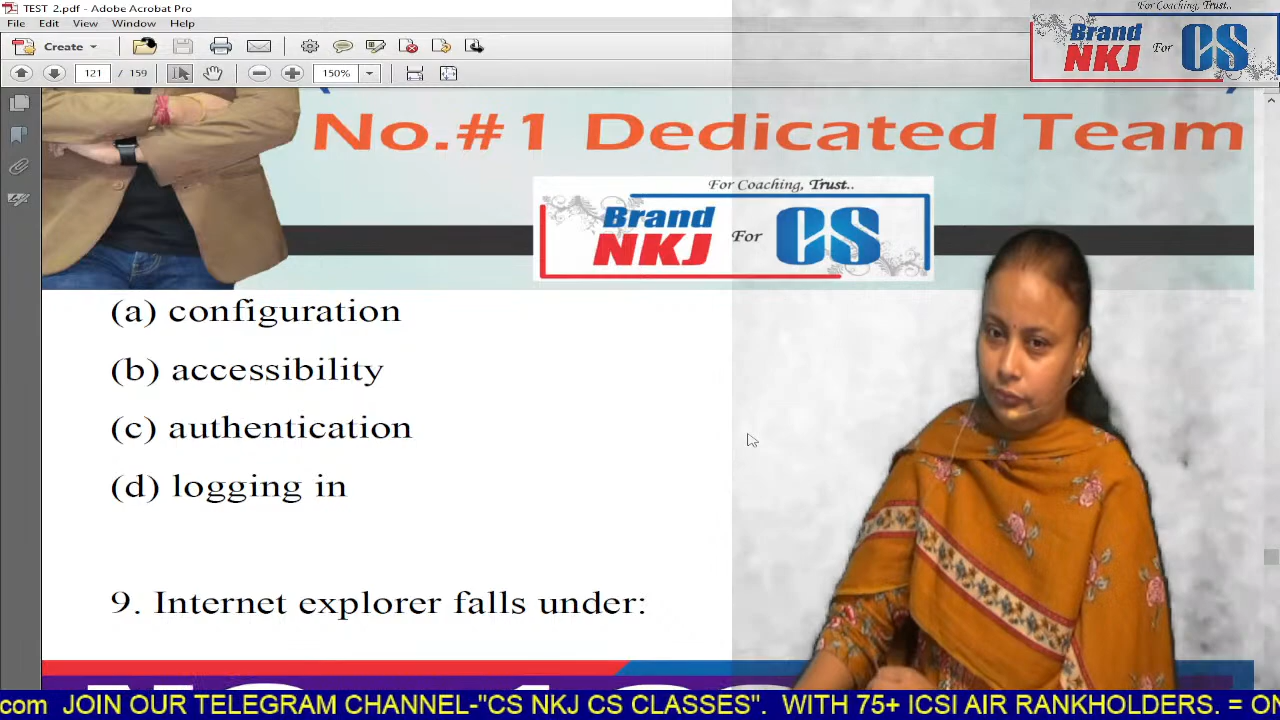 TEST 2.pdf - Adobe Acrobat Pro
File Edit View Window Help
Create
121 / 159
150%
For Coaching, Trust..
Brand
NKJ For CS
No.#1 Dedicated Team
For Coaching, Trust..
Brand
NKJ For CS
(a) configuration
(b) accessibility
(c) authentication
(d) logging in
9. Internet explorer falls under:
com JOIN OUR TELEGRAM CHANNEL-"CS NKJ CS CLASSES". WITH 75+ ICSI AIR RANKHOLDERS. = ON